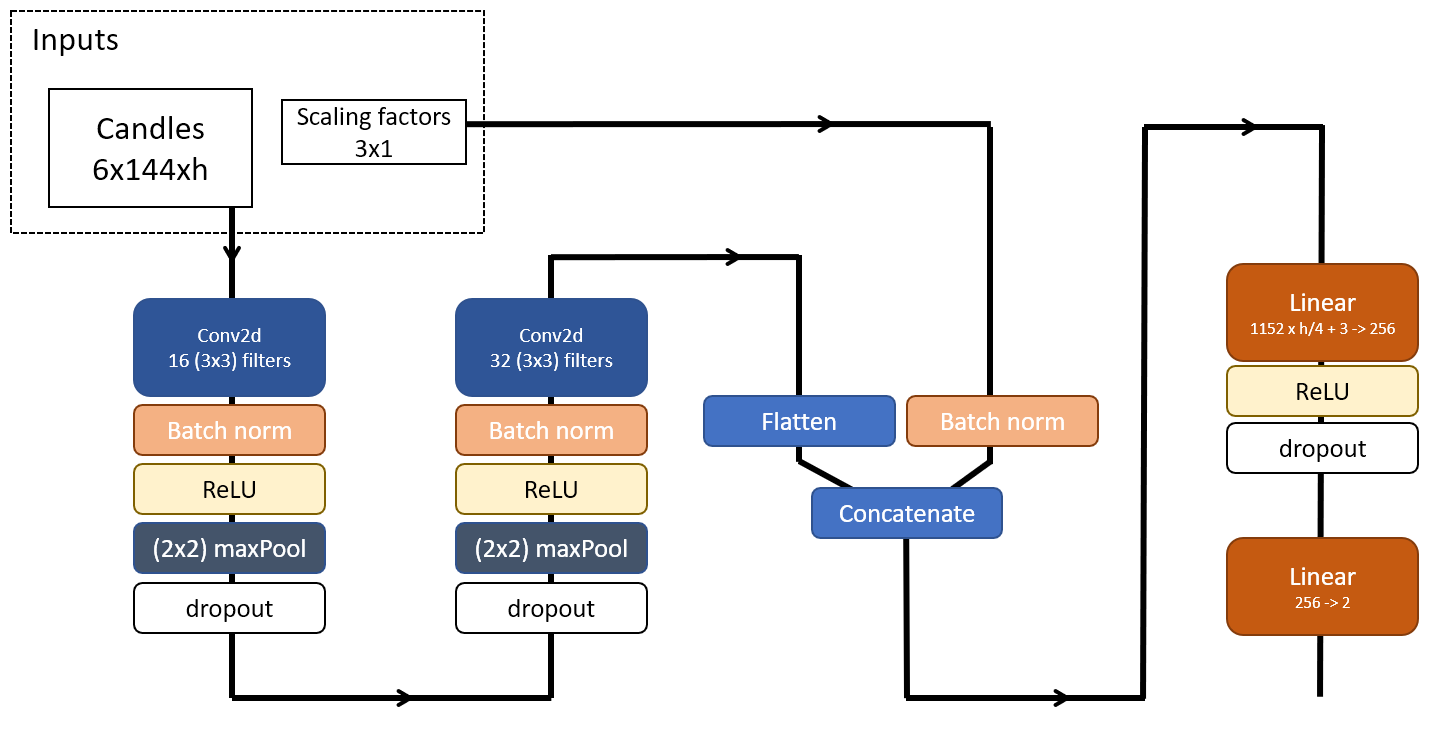 Inputs
Candles
6x144xh
Scaling factors
3x1
Conv2d
16 (3x3) filters
Batch norm
ReLU
(2x2) maxPool
dropout
Conv2d
32 (3x3) filters
Batch norm
ReLU
(2x2) maxPool
dropout
Flatten
Batch norm
Concatenate
Linear
1152 x h/4 + 3 -> 256
ReLU
dropout
Linear
256 -> 2